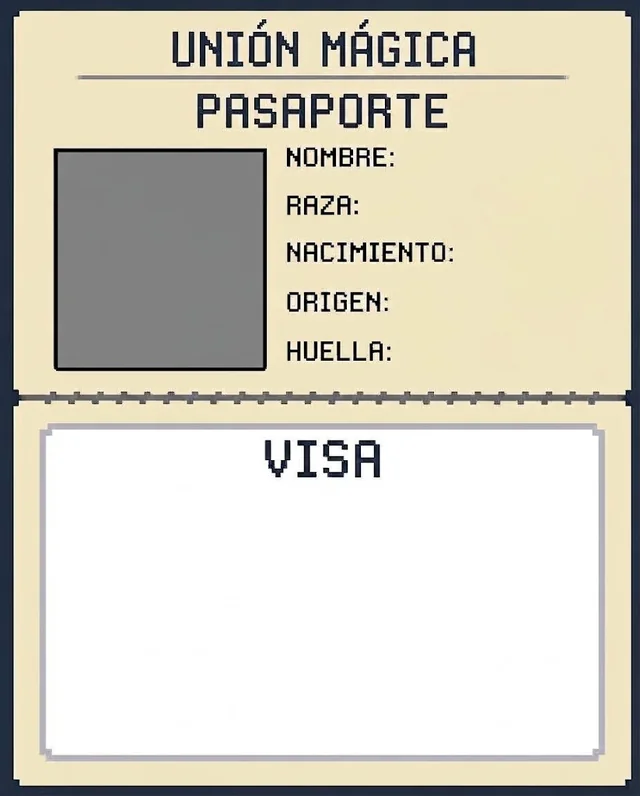 UNIÓN MÁGICA
PASAPORTE
NOMBRE:
RAZA:
NACIMIENTO:
ORIGEN:
HUELLA:
VISA